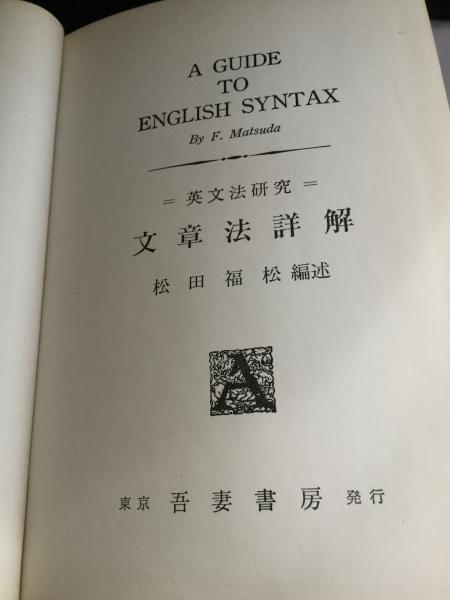 A GUIDE
TO
ENGLISH SYNTAX
By F. Matsuda
＝英文法研究＝
文章法詳解
松田福松編述
A
東京 吾妻書房 発行